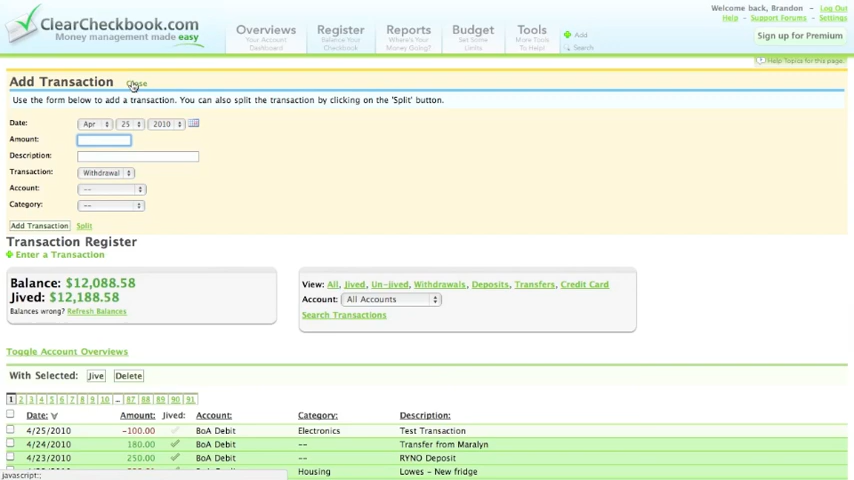 ClearCheckbook.com
Money management made easy
Overviews
Your Account
Dashboard
Register
Balance Your
Checkbook
Reports
Where's Your
Money Going?
Budget
Set Some
Limits
Tools
More Tools
To Help!
Add
Search
Welcome back, Brandon Log Out
Help - Support Forums - Settings
Sign up for Premium
Help Topics for this page.
Add Transaction
Use the form below to add a transaction. You can also split the transaction by clicking on the 'Split' button.
Date: Apr 25 2010
Amount:
Description:
Transaction: Withdrawal
Account: --
Category: --
Add Transaction Split
Transaction Register
Enter a Transaction
Balance: $12,088.58
Jived: $12,188.58
Balances wrong? Refresh Balances
View: All, Jived, Un-jived, Withdrawals, Deposits, Transfers, Credit Card
Account: All Accounts
Search Transactions
Toggle Account Overviews
With Selected: Jive Delete
1 2 3 4 5 6 7 8 9 10 ... 87 88 89 90 91
Date: Amount: Jived: Account: Category: Description:
4/25/2010 -100.00 BoA Debit Electronics Test Transaction
4/24/2010 180.00 BoA Debit -- Transfer from Maralyn
4/23/2010 250.00 BoA Debit -- RYNO Deposit
BoA Debit Housing Lowes - New fridge
javascript:;